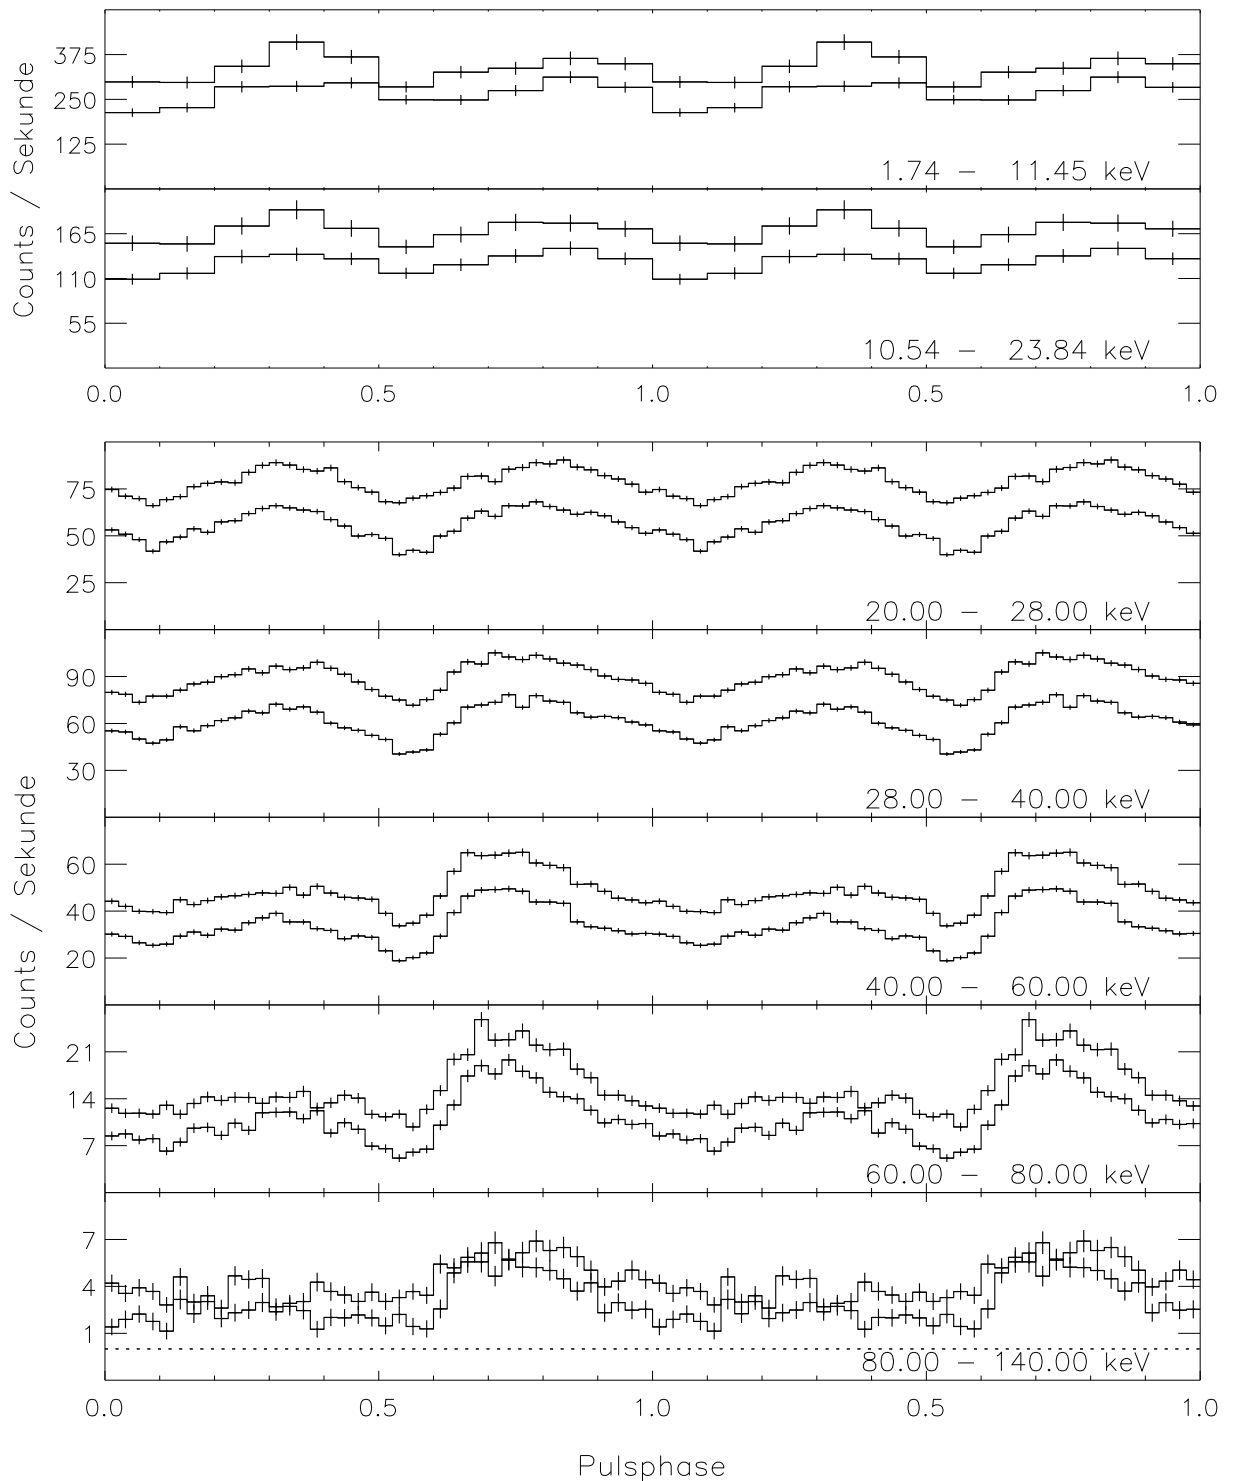 375
250
125
1.74 – 11.45 keV
165
110
55
10.54 – 23.84 keV
Counts / Sekunde
0.0 0.5 1.0 0.5 1.0
75
50
25
20.00 – 28.00 keV
90
60
30
28.00 – 40.00 keV
60
40
20
40.00 – 60.00 keV
21
14
7
60.00 – 80.00 keV
7
4
1
80.00 – 140.00 keV
Counts / Sekunde
0.0 0.5 1.0 0.5 1.0
Pulsphase